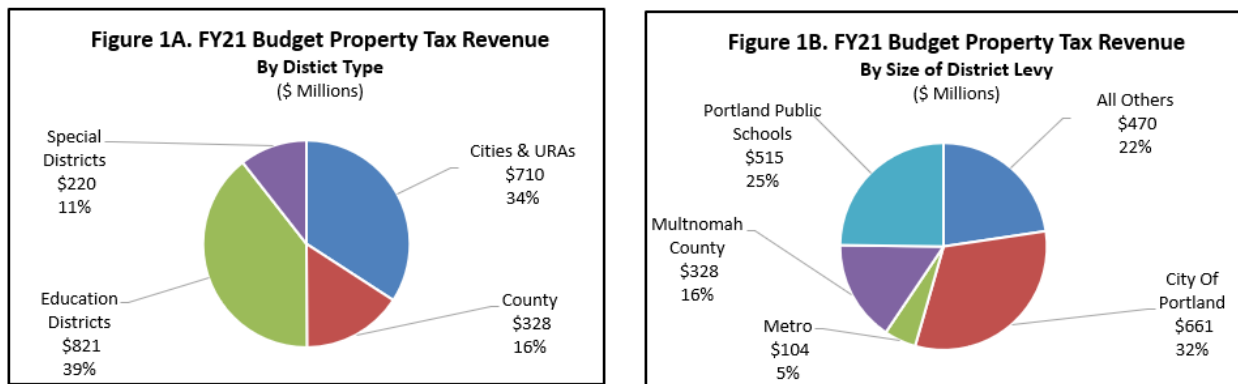 Figure 1A. FY21 Budget Property Tax Revenue
By Distict Type
($ Millions)
Special
Districts
$220
11%
Cities & URAs
$710
34%
Education
Districts
$821
39%
County
$328
16%
Figure 1B. FY21 Budget Property Tax Revenue
By Size of District Levy
($ Millions)
Portland Public
Schools
$515
25%
All Others
$470
22%
Multnomah
County
$328
16%
City Of
Portland
$661
32%
Metro
$104
5%